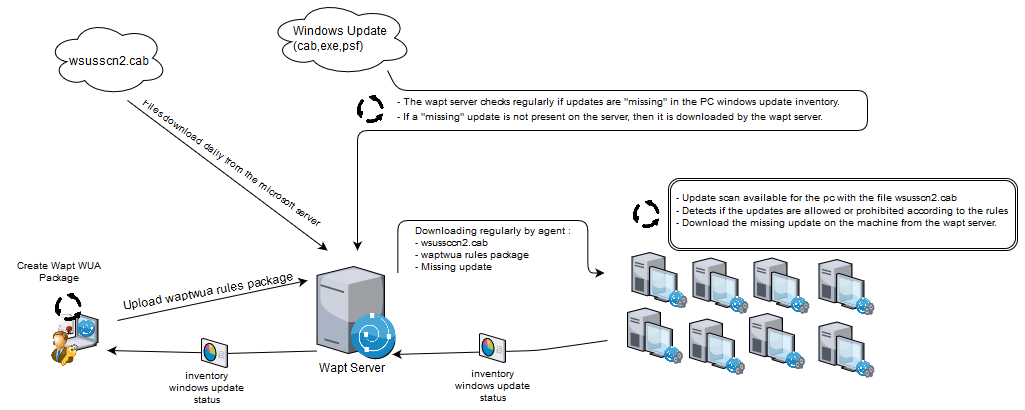 Windows Update
(cab,exe,psf)
wsusscn2.cab
- The wapt server checks regularly if updates are "missing" in the PC windows update inventory.
- If a "missing" update is not present on the server, then it is downloaded by the wapt server.
Files download daily from the microsoft server
- Update scan available for the pc with the file wsusscn2.cab
- Detects if the updates are allowed or prohibited according to the rules
- Download the missing update on the machine from the wapt server.
Downloading regularly by agent :
- wsusccn2.cab
- waptwua rules package
- Missing update
Create Wapt WUA
Package
Upload waptwua rules package
Wapt Server
inventory
windows update
status
inventory
windows update
status